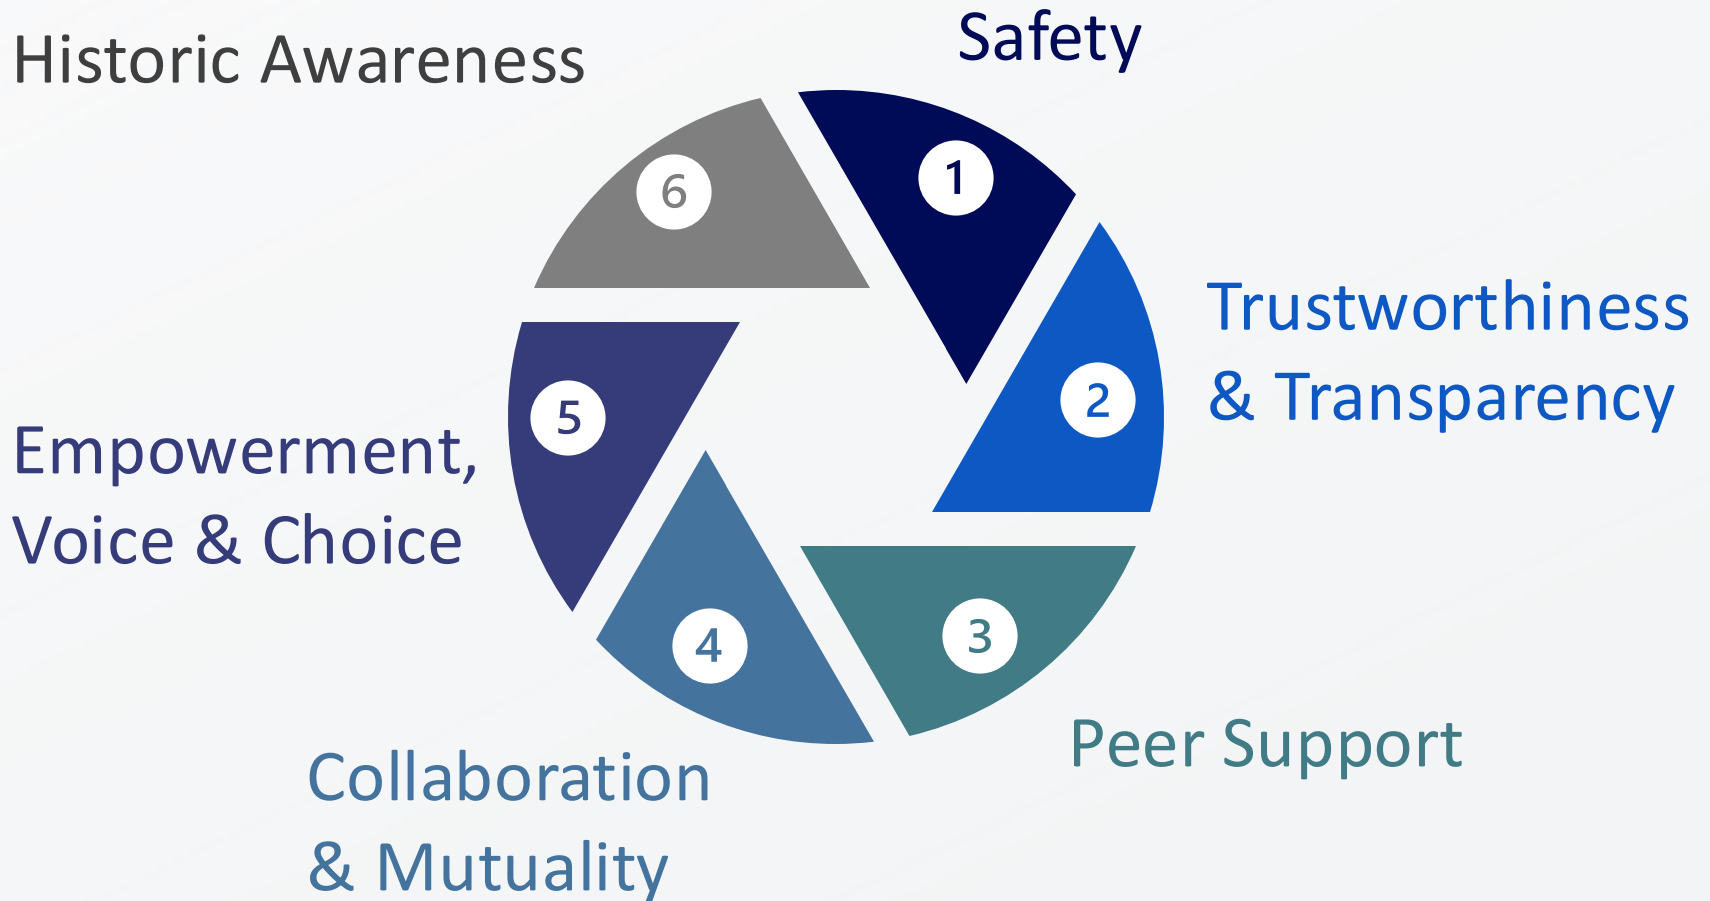 Safety
1
Trustworthiness
& Transparency
2
Peer Support
3
Collaboration
& Mutuality
4
Empowerment,
Voice & Choice
5
Historic Awareness
6